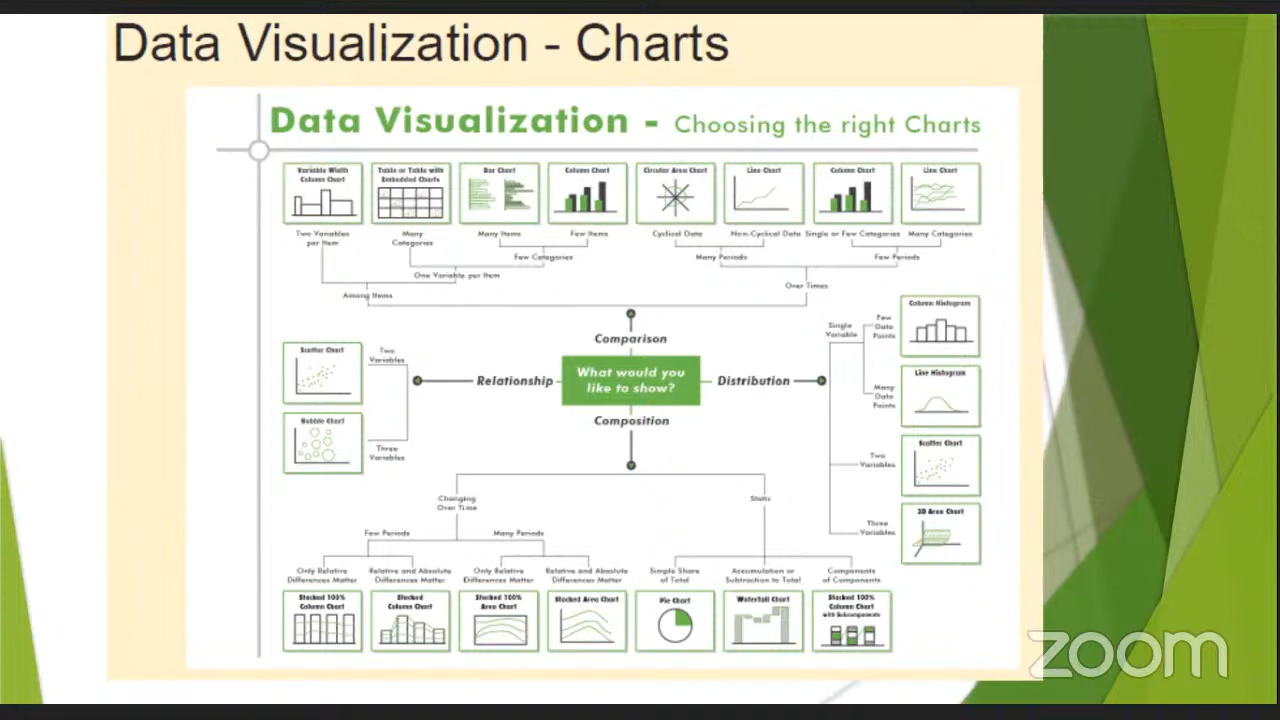 Data Visualization - Charts
Data Visualization - Choosing the right Charts
Variable Width
Column Chart
Table or Table with
Embedded Charts
Bar Chart
Column Chart
Circular Area Chart
Line Chart
Column Chart
Line Chart
Two Variables
per Item
Many
Categories
Many Items
Few Items
Cyclical Data
Non-Cyclical Data
Single or Few Categories
Many Categories
Few Categories
Many Periods
Few Periods
One Variable per Item
Among Items
Over Times
Comparison
What would you
like to show?
Relationship
Distribution
Composition
Scatter Chart
Two
Variables
Bubble Chart
Three
Variables
Single
Variable
Few
Data
Points
Column Histogram
Many
Data
Points
Line Histogram
Two
Variables
Scatter Chart
Three
Variables
3D Area Chart
Changing
Over Time
Static
Few Periods
Many Periods
Only Relative
Differences Matter
Relative and Absolute
Differences Matter
Only Relative
Differences Matter
Relative and Absolute
Differences Matter
Simple Share
of Total
Accumulation or
Subtraction to Total
Components
of Components
Stacked 100%
Column Chart
Stacked
Column Chart
Stacked 100%
Area Chart
Stacked Area Chart
Pie Chart
Waterfall Chart
Stacked 100%
Column Chart
with Subcomponents
zoom